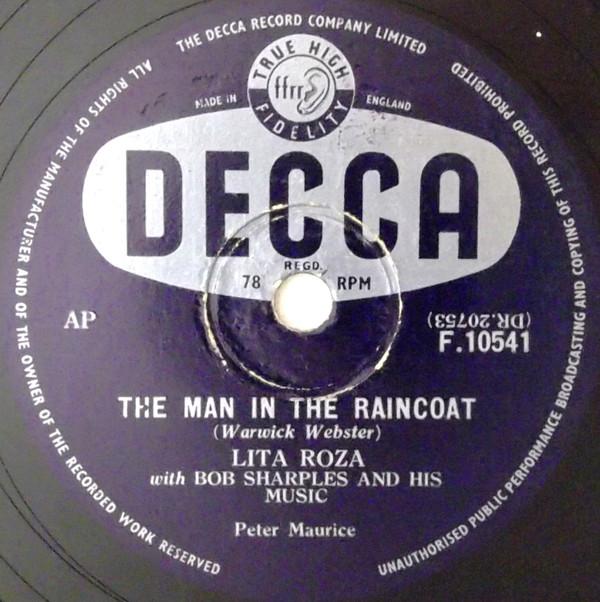 THE DECCA RECORD COMPANY LIMITED
ALL RIGHTS OF THE MANUFACTURER AND OF THE OWNER OF THE RECORDED WORK RESERVED
UNAUTHORISED PUBLIC PERFORMANCE BROADCASTING AND COPYING OF THIS RECORD PROHIBITED
TRUE HIGH
ffrr
FIDELITY
MADE IN ENGLAND
DECCA
REGD.
78 RPM
AP
(DR.20753)
F.10541
THE MAN IN THE RAINCOAT
(Warwick Webster)
LITA ROZA
with BOB SHARPLES AND HIS
MUSIC
Peter Maurice